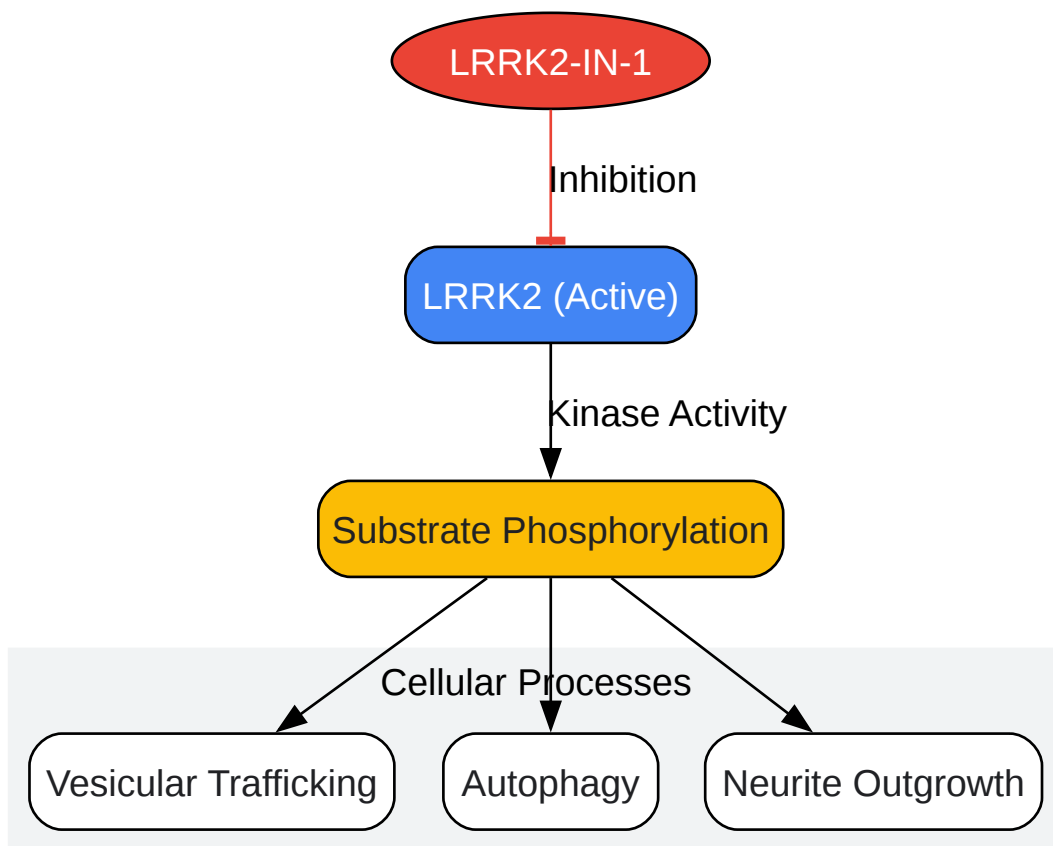 LRRK2-IN-1
Inhibition
LRRK2 (Active)
Kinase Activity
Substrate Phosphorylation
Cellular Processes
Vesicular Trafficking
Autophagy
Neurite Outgrowth